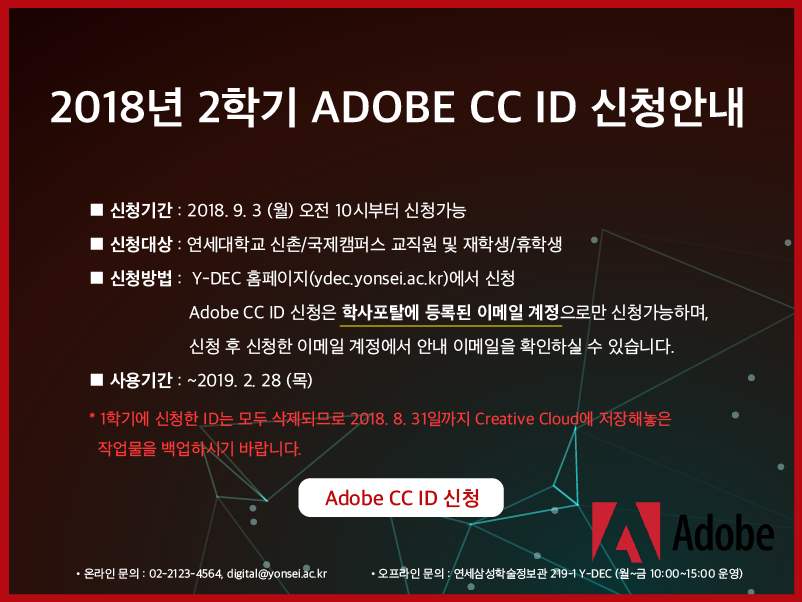 2018년 2학기 ADOBE CC ID 신청안내
■ 신청기간 : 2018. 9. 3 (월) 오전 10시부터 신청가능
■ 신청대상 : 연세대학교 신촌/국제캠퍼스 교직원 및 재학생/휴학생
■ 신청방법 : Y-DEC 홈페이지(ydec.yonsei.ac.kr)에서 신청
Adobe CC ID 신청은 학사포탈에 등록된 이메일 계정으로만 신청가능하며,
신청 후 신청한 이메일 계정에서 안내 이메일을 확인하실 수 있습니다.
■ 사용기간 : ~2019. 2. 28 (목)
* 1학기에 신청한 ID는 모두 삭제되므로 2018. 8. 31일까지 Creative Cloud에 저장해놓은
작업물을 백업하시기 바랍니다.
Adobe CC ID 신청
Adobe
• 온라인 문의 : 02-2123-4564, digital@yonsei.ac.kr
• 오프라인 문의 : 연세삼성학술정보관 219-1 Y-DEC (월~금 10:00~15:00 운영)